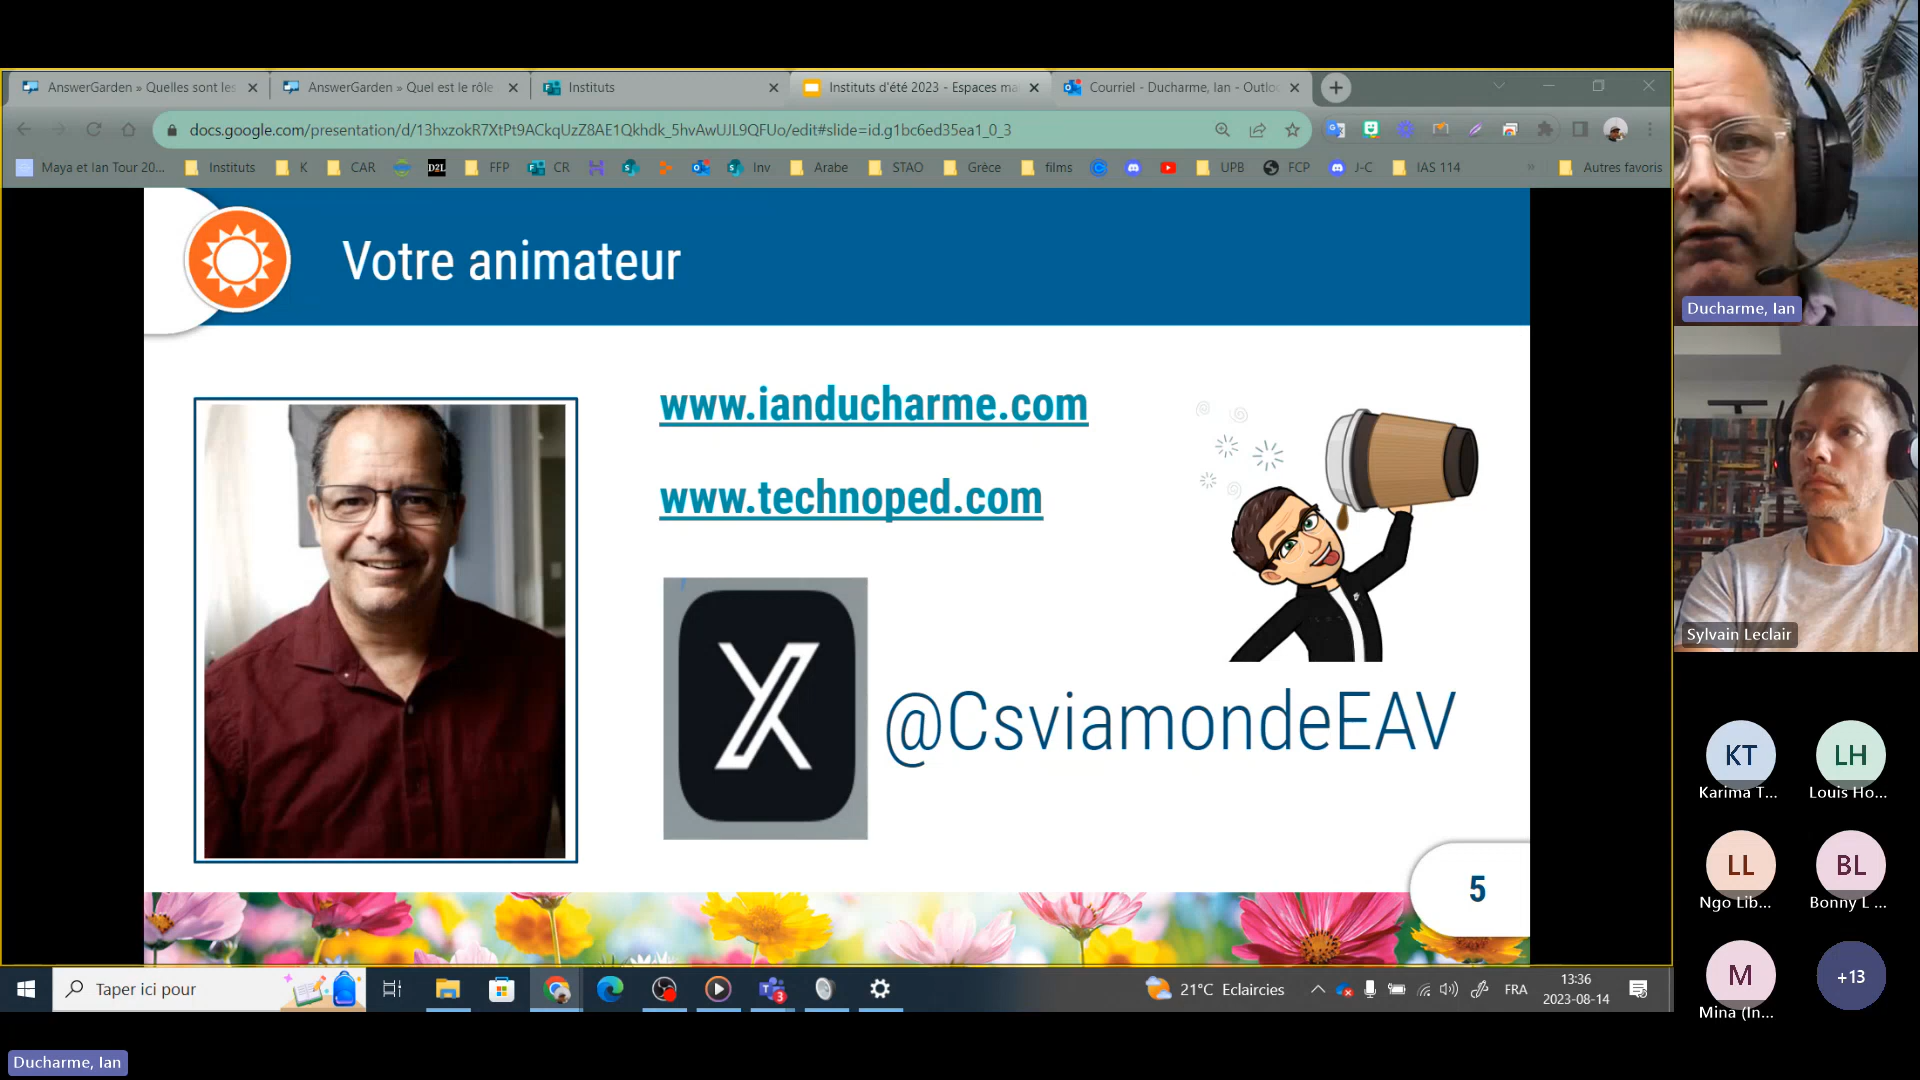 AnswerGarden » Quelles sont les
AnswerGarden » Quel est le rôle
Instituts
Instituts d'été 2023 - Espaces ma
Courriel - Ducharme, Ian - Outlo
docs.google.com/presentation/d/13hxzokR7XtPt9ACkqUzZ8AE1Qkhdk_5hvAwUJL9QFUo/edit#slide=id.g1bc6ed35ea1_0_3
Maya et Ian Tour 20... Instituts K CAR D2L FFP CR Inv Arabe STAO Grèce films UPB FCP J-C IAS 114 » Autres favoris
Votre animateur
www.ianducharme.com
www.technoped.com
X
@CsviamondeEAV
5
Taper ici pour
3
21°C Eclaircies
FRA
13:36
2023-08-14
Ducharme, Ian
Ducharme, Ian
Sylvain Leclair
KT
Karima T...
LH
Louis Ho...
LL
Ngo Lib...
BL
Bonny L ...
M
Mina (In...
+13